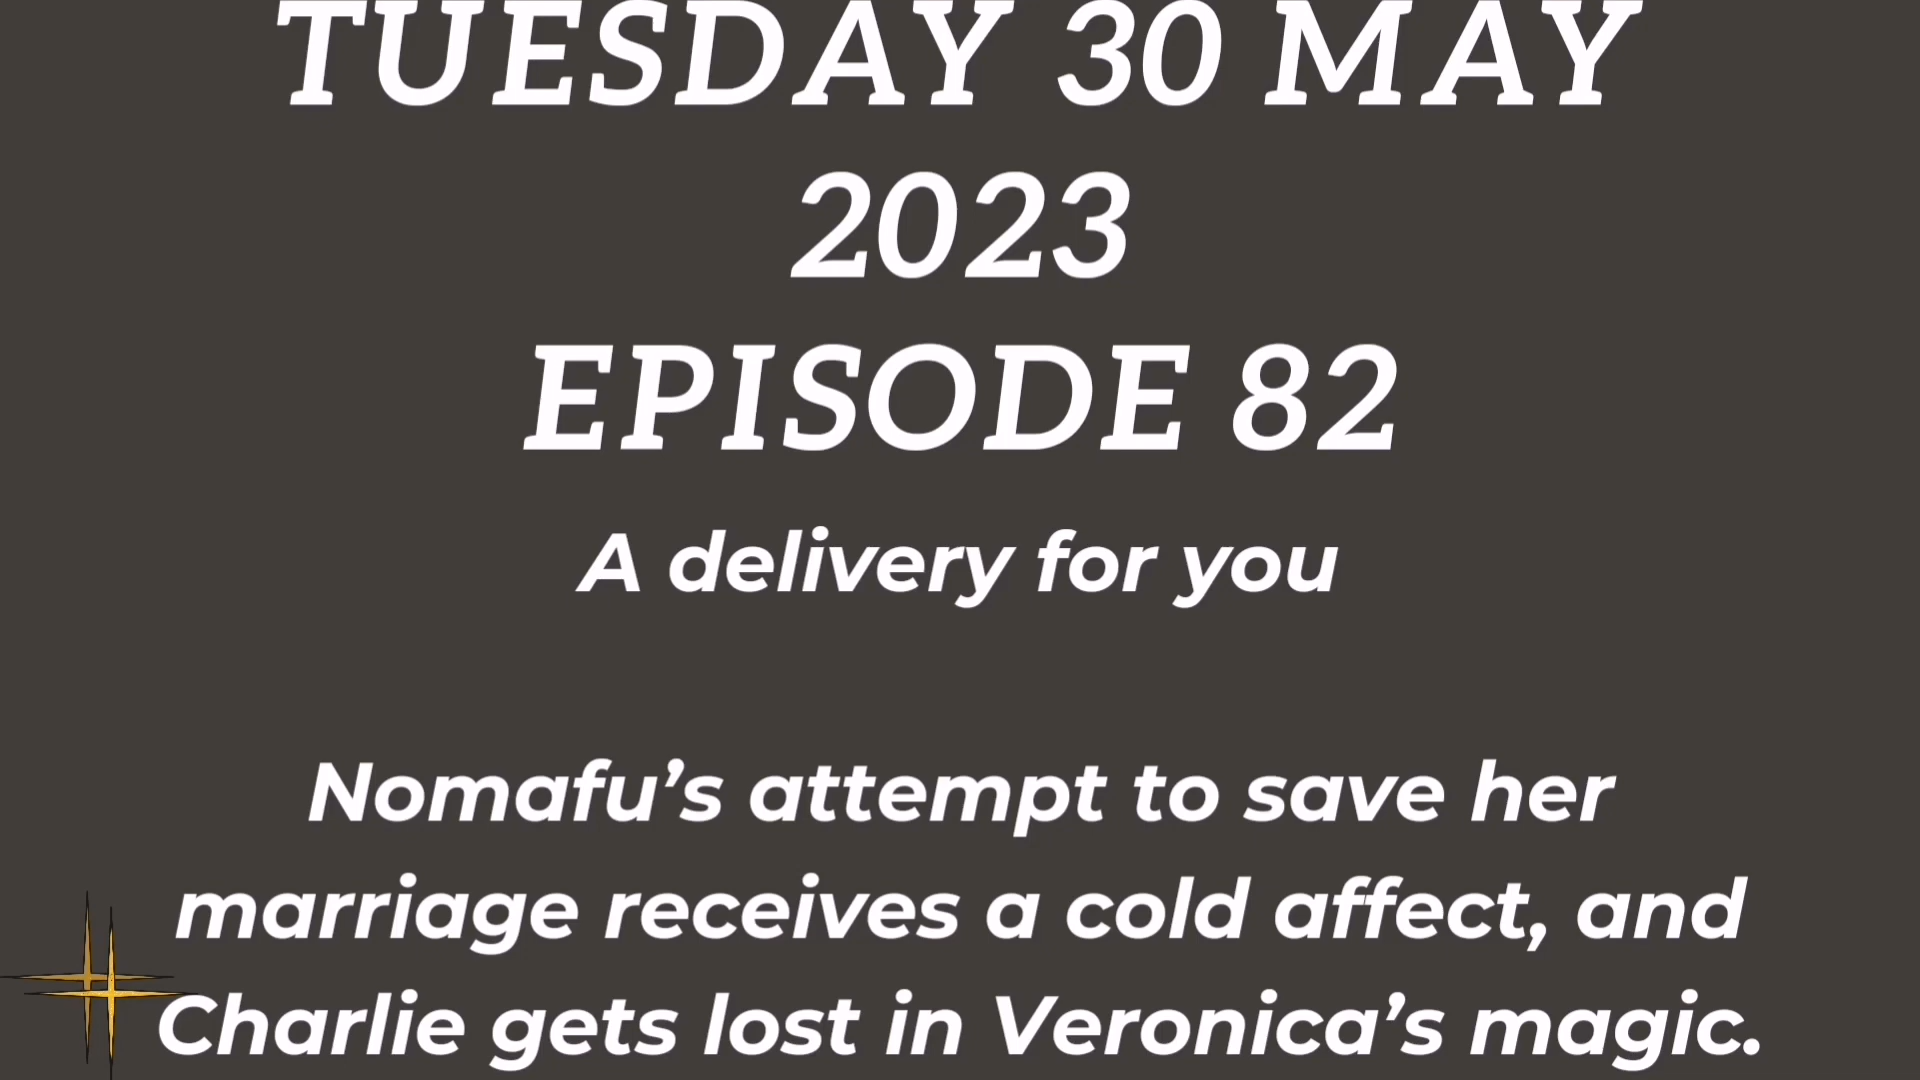 TUESDAY 30 MAY
2023
EPISODE 82
A delivery for you
Nomafu’s attempt to save her
marriage receives a cold affect, and
Charlie gets lost in Veronica’s magic.